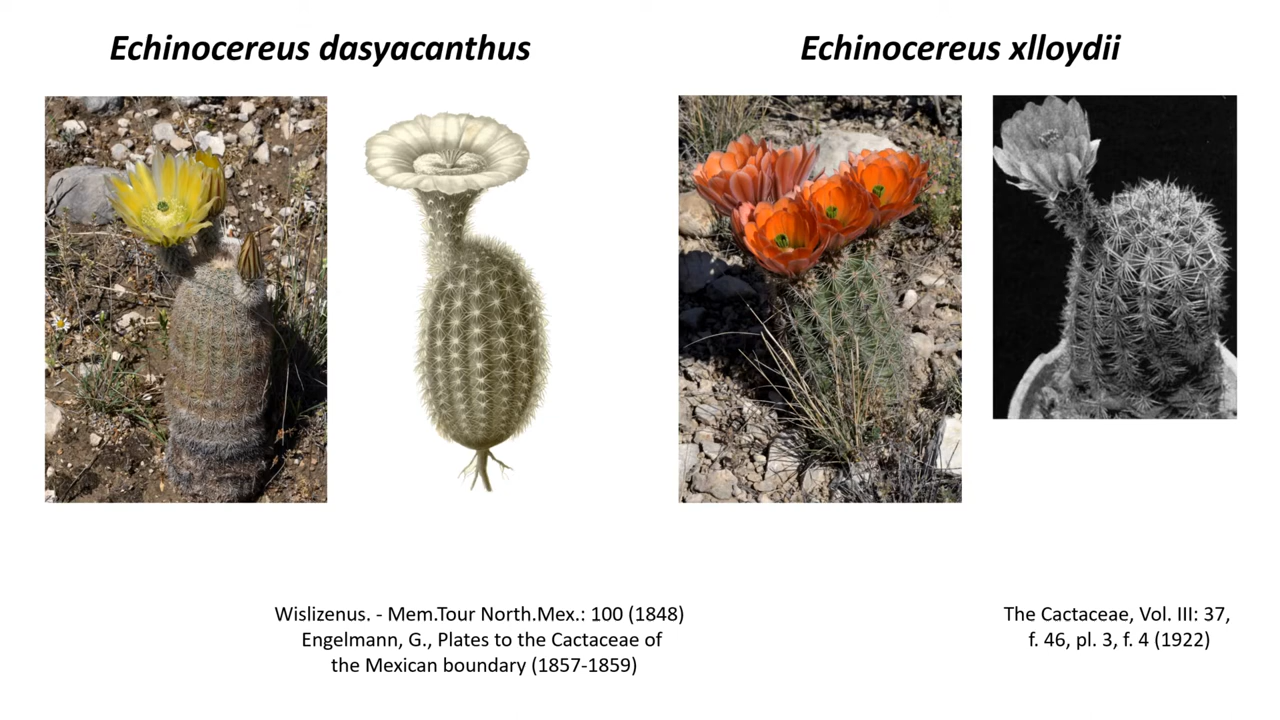 Echinocereus dasyacanthus
Echinocereus xlloydii
Wislizenus. - Mem.Tour North.Mex.: 100 (1848)
Engelmann, G., Plates to the Cactaceae of
the Mexican boundary (1857-1859)
The Cactaceae, Vol. III: 37,
f. 46, pl. 3, f. 4 (1922)